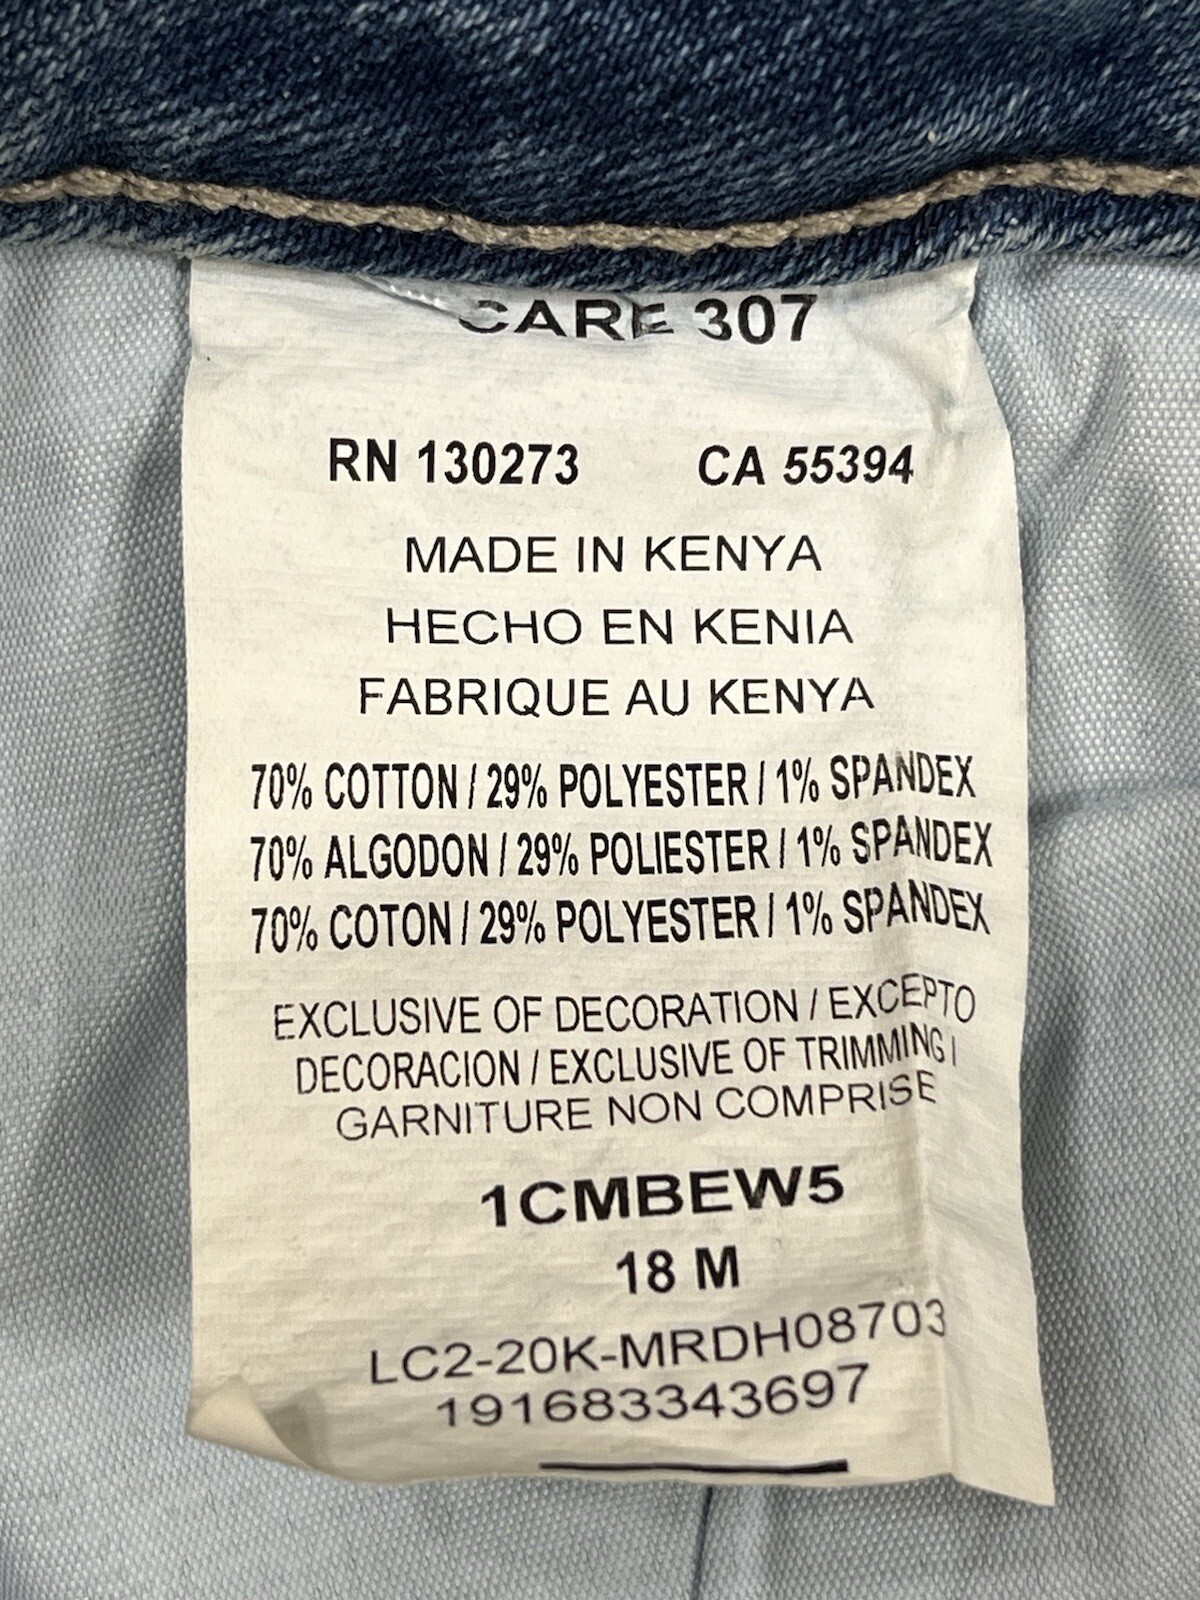 CARE 307
RN 130273 CA 55394
MADE IN KENYA
HECHO EN KENIA
FABRIQUE AU KENYA
70% COTTON / 29% POLYESTER / 1% SPANDEX
70% ALGODON / 29% POLIESTER / 1% SPANDEX
70% COTON / 29% POLYESTER / 1% SPANDEX
EXCLUSIVE OF DECORATION / EXCEPTO
DECORACION / EXCLUSIVE OF TRIMMING /
GARNITURE NON COMPRISE
1CMBEW5
18 M
LC2-20K-MRDH08703
191683343697